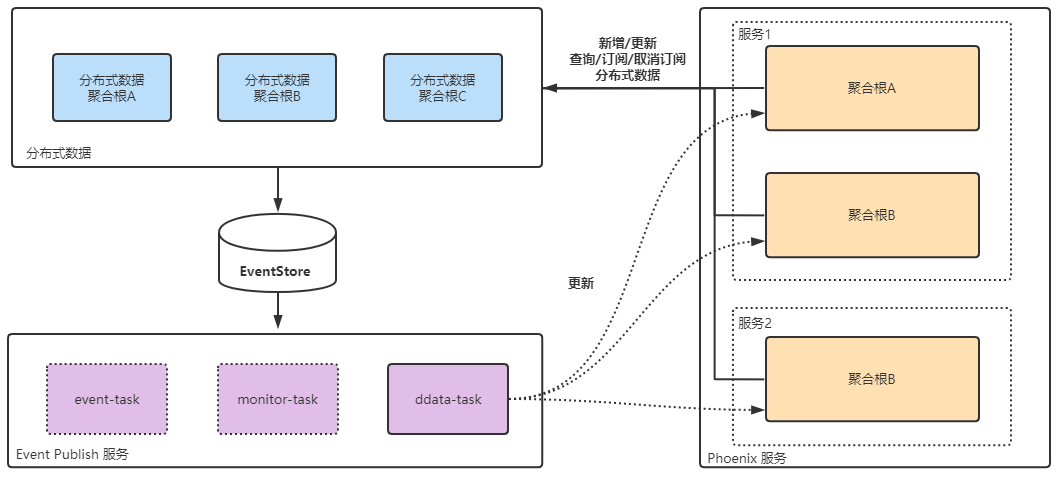 分布式数据
聚合根A
分布式数据
聚合根B
分布式数据
聚合根C
分布式数据
新增/更新
查询/订阅/取消订阅
分布式数据
服务1
聚合根A
聚合根B
EventStore
更新
服务2
聚合根B
event-task
monitor-task
ddata-task
Event Publish 服务
Phoenix 服务